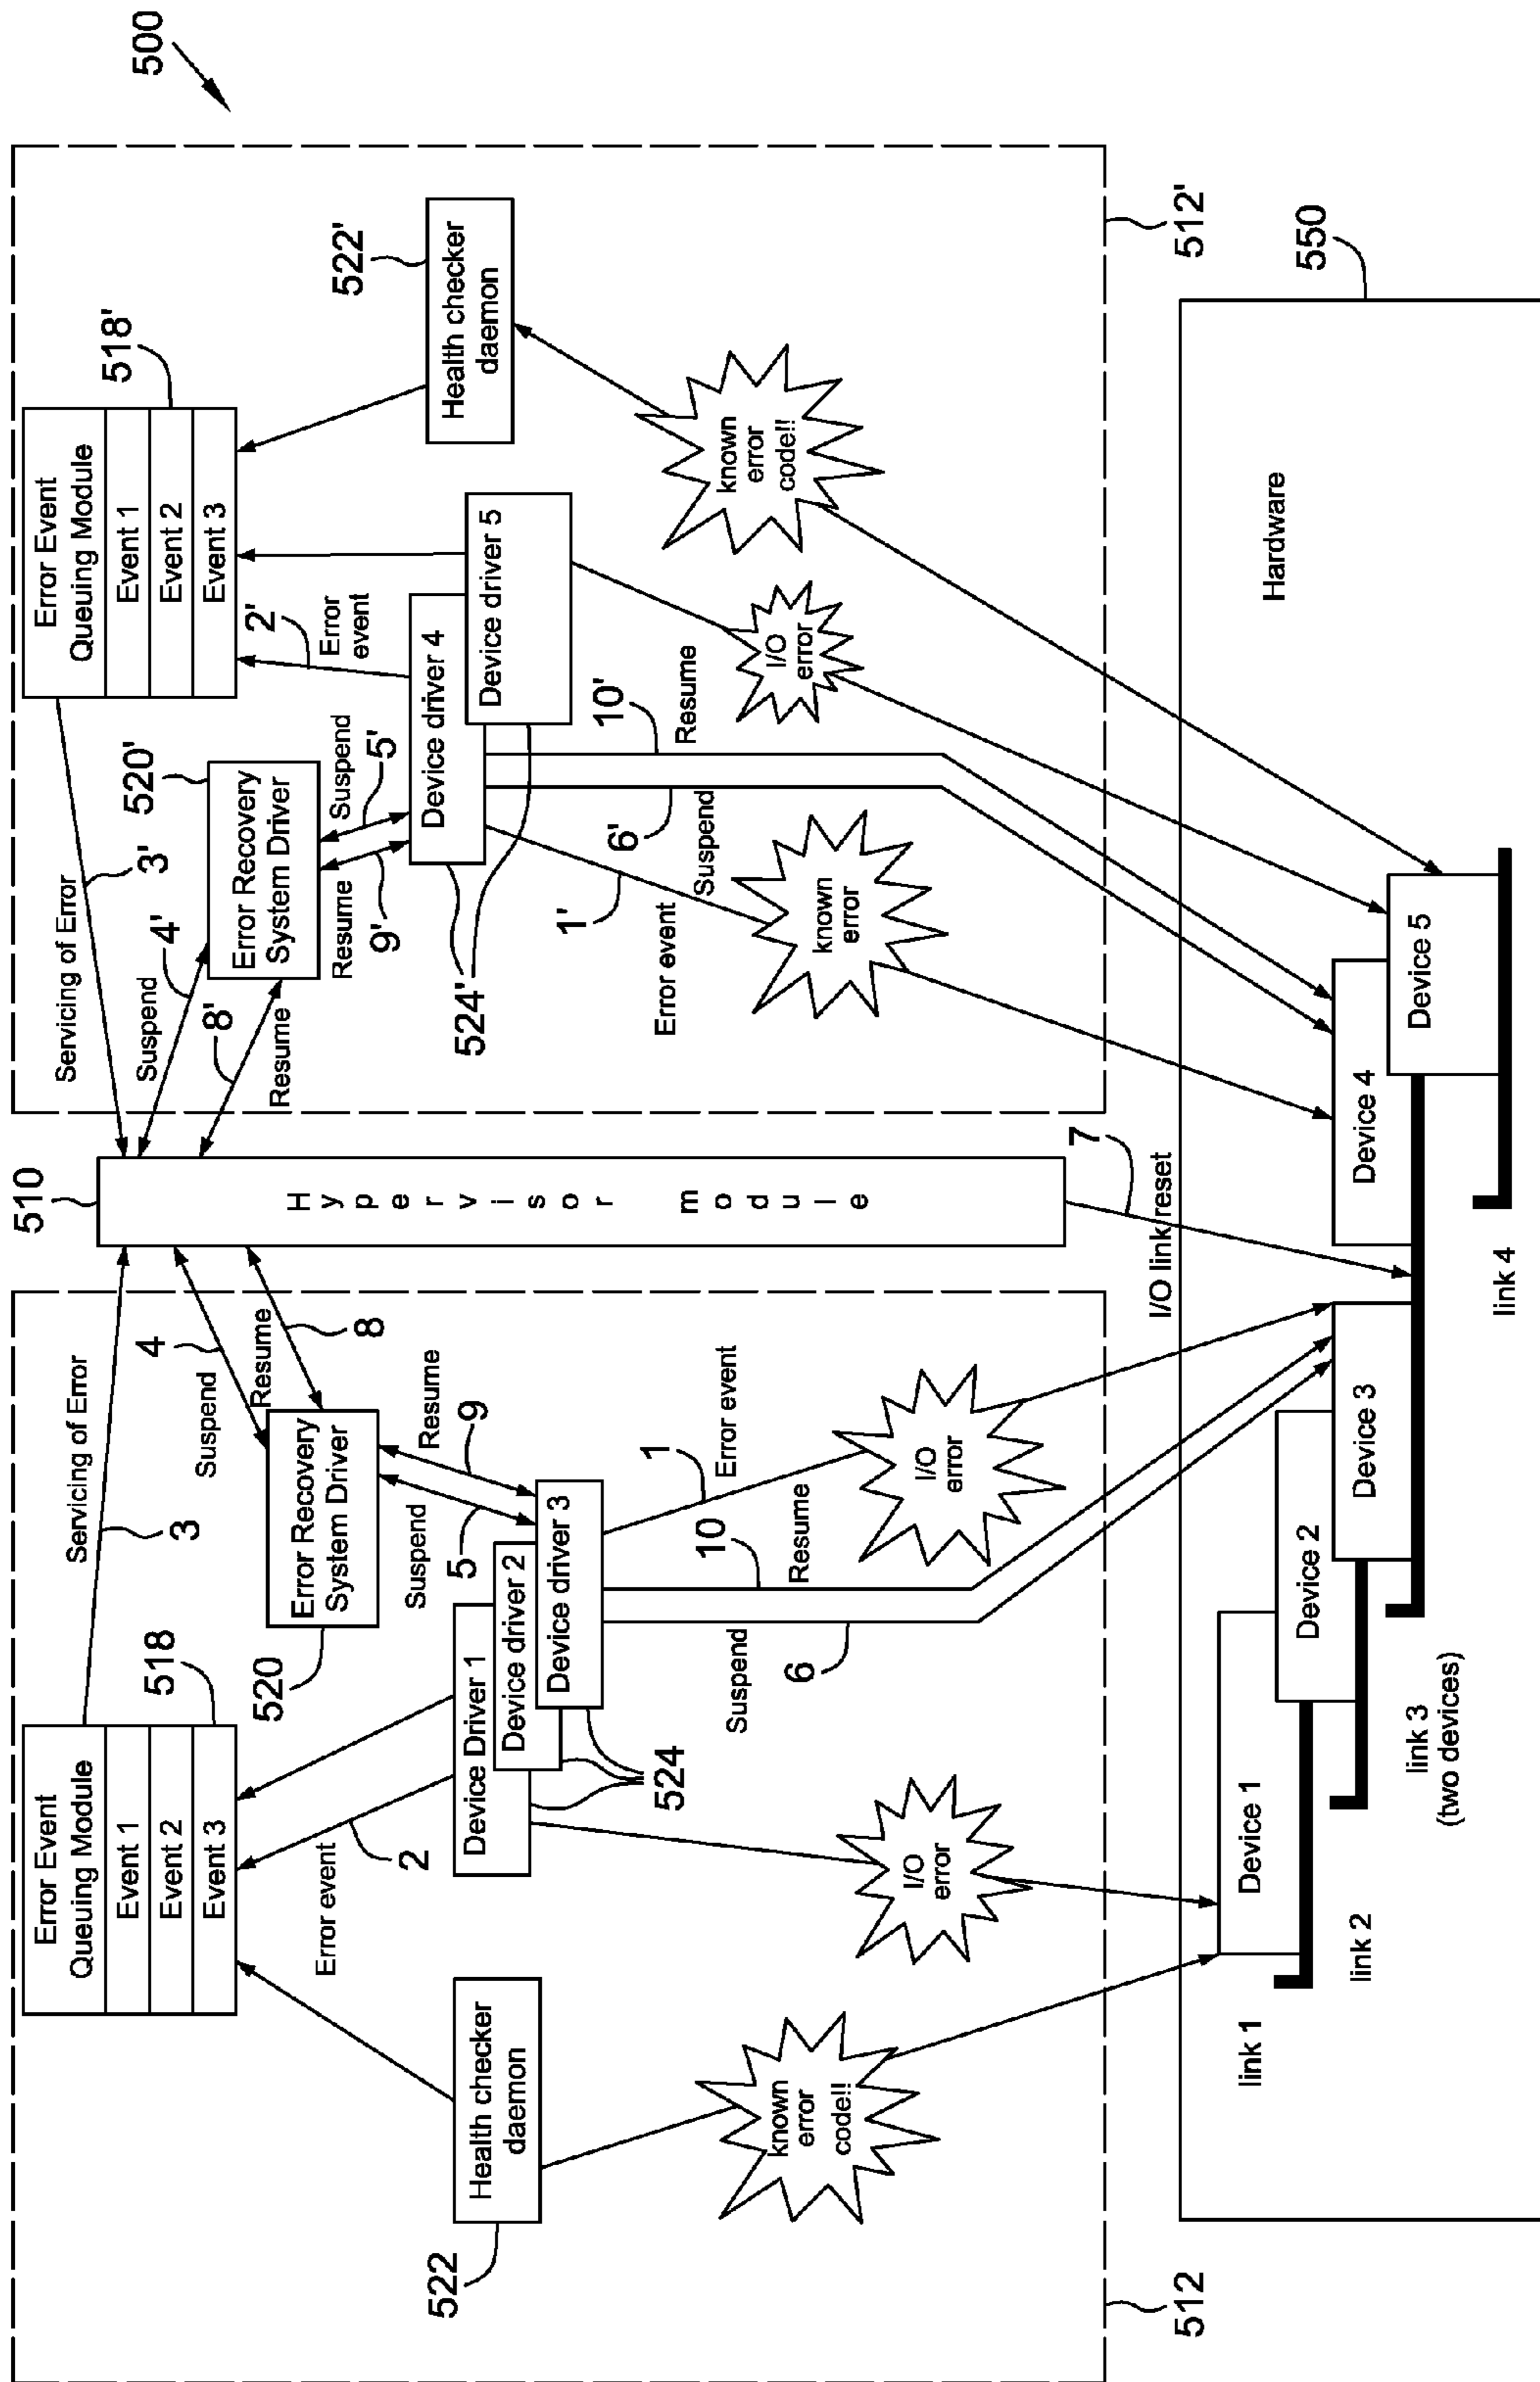 500
Error Event
Queuing Module
Event 1
Event 2
Event 3
518
Servicing of Error
3
510
Hypervisor module
Servicing of Error
3'
Error Event
Queuing Module
Event 1
Event 2
Event 3
518'
Error event
2
520
Error Recovery
System Driver
Suspend
4
Resume
8
Suspend
4'
8'
Resume
Error Recovery
System Driver
520'
2'
Error
event
522
Health checker
daemon
Device Driver 1
Device driver 2
Device driver 3
524
Suspend
5
Resume
9
Resume
9'
Suspend
5'
Device driver 4
Device driver 5
524'
Health checker
daemon
522'
known
error
code!!
I/O
error
Suspend
6
10
Resume
1
Error event
I/O
error
Error event
1'
known
error
Suspend
6'
10'
Resume
I/O
error
known
error
code!!
512
512'
7
I/O link reset
550
Hardware
Device 1
Device 2
Device 3
Device 4
Device 5
link 1
link 2
link 3
(two devices)
link 4